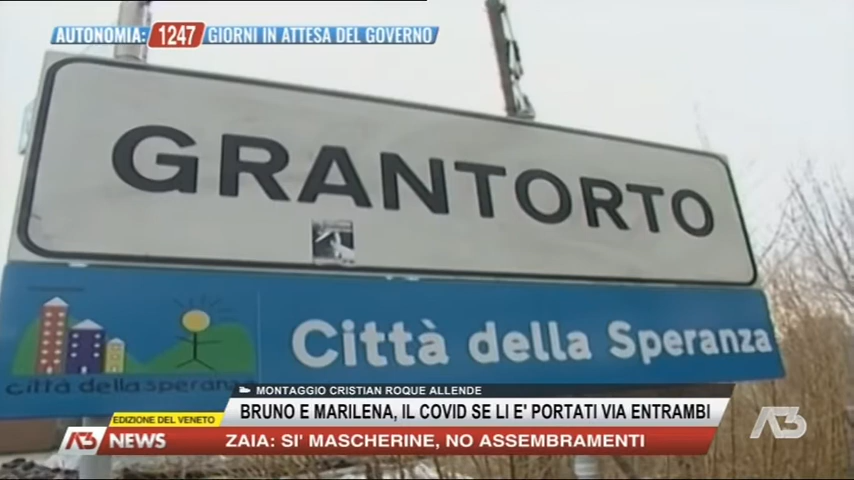 AUTONOMIA: 1247 GIORNI IN ATTESA DEL GOVERNO
GRANTORTO
Città della Speranza
città della speranza
MONTAGGIO CRISTIAN ROQUE ALLENDE
EDIZIONE DEL VENETO
BRUNO E MARILENA, IL COVID SE LI E' PORTATI VIA ENTRAMBI
A3 NEWS
ZAIA: SI' MASCHERINE, NO ASSEMBRAMENTI
A3